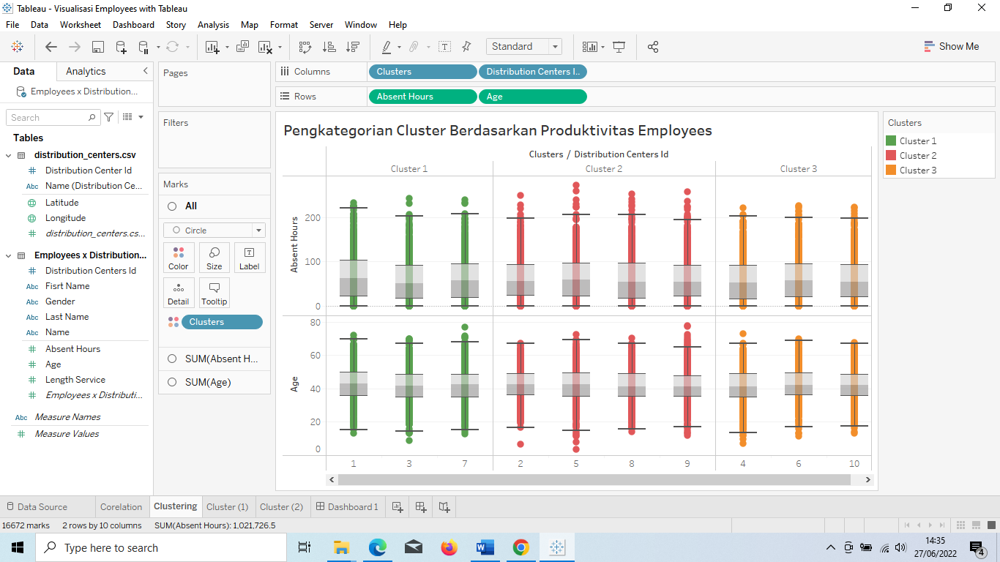 Tableau - Visualisasi Employees with Tableau
File Data Worksheet Dashboard Story Analysis Map Format Server Window Help
Standard
Show Me
Data Analytics
Employees x Distribution...
Search
Tables
distribution_centers.csv
Distribution Center Id
Abc Name (Distribution Ce...
Latitude
Longitude
distribution_centers.cs...
Employees x Distribution...
Distribution Centers Id
Abc Fisrt Name
Abc Gender
Abc Last Name
Abc Name
Absent Hours
Age
Length Service
Employees x Distributi...
Abc Measure Names
Measure Values
Pages
Filters
Marks
All
Circle
Color Size Label
Detail Tooltip
Clusters
SUM(Absent H...
SUM(Age)
Columns Clusters Distribution Centers I..
Rows Absent Hours Age
Pengkategorian Cluster Berdasarkan Produktivitas Employees
Clusters / Distribution Centers Id
Cluster 1 Cluster 2 Cluster 3
Absent Hours
200
100
0
Age
80
60
40
20
0
1 3 7 2 5 8 9 4 6 10
Clusters
Cluster 1
Cluster 2
Cluster 3
Data Source Corelation Clustering Cluster (1) Cluster (2) Dashboard 1
16672 marks 2 rows by 10 columns SUM(Absent Hours): 1,021,726.5
Type here to search
14:35
27/06/2022
4